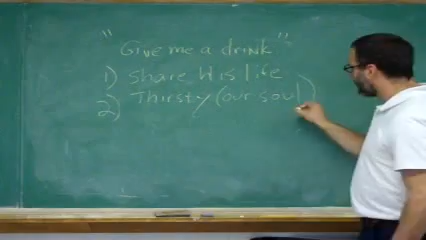 "Give me a drink"
1) Share His life
2) Thirsty (our soul)